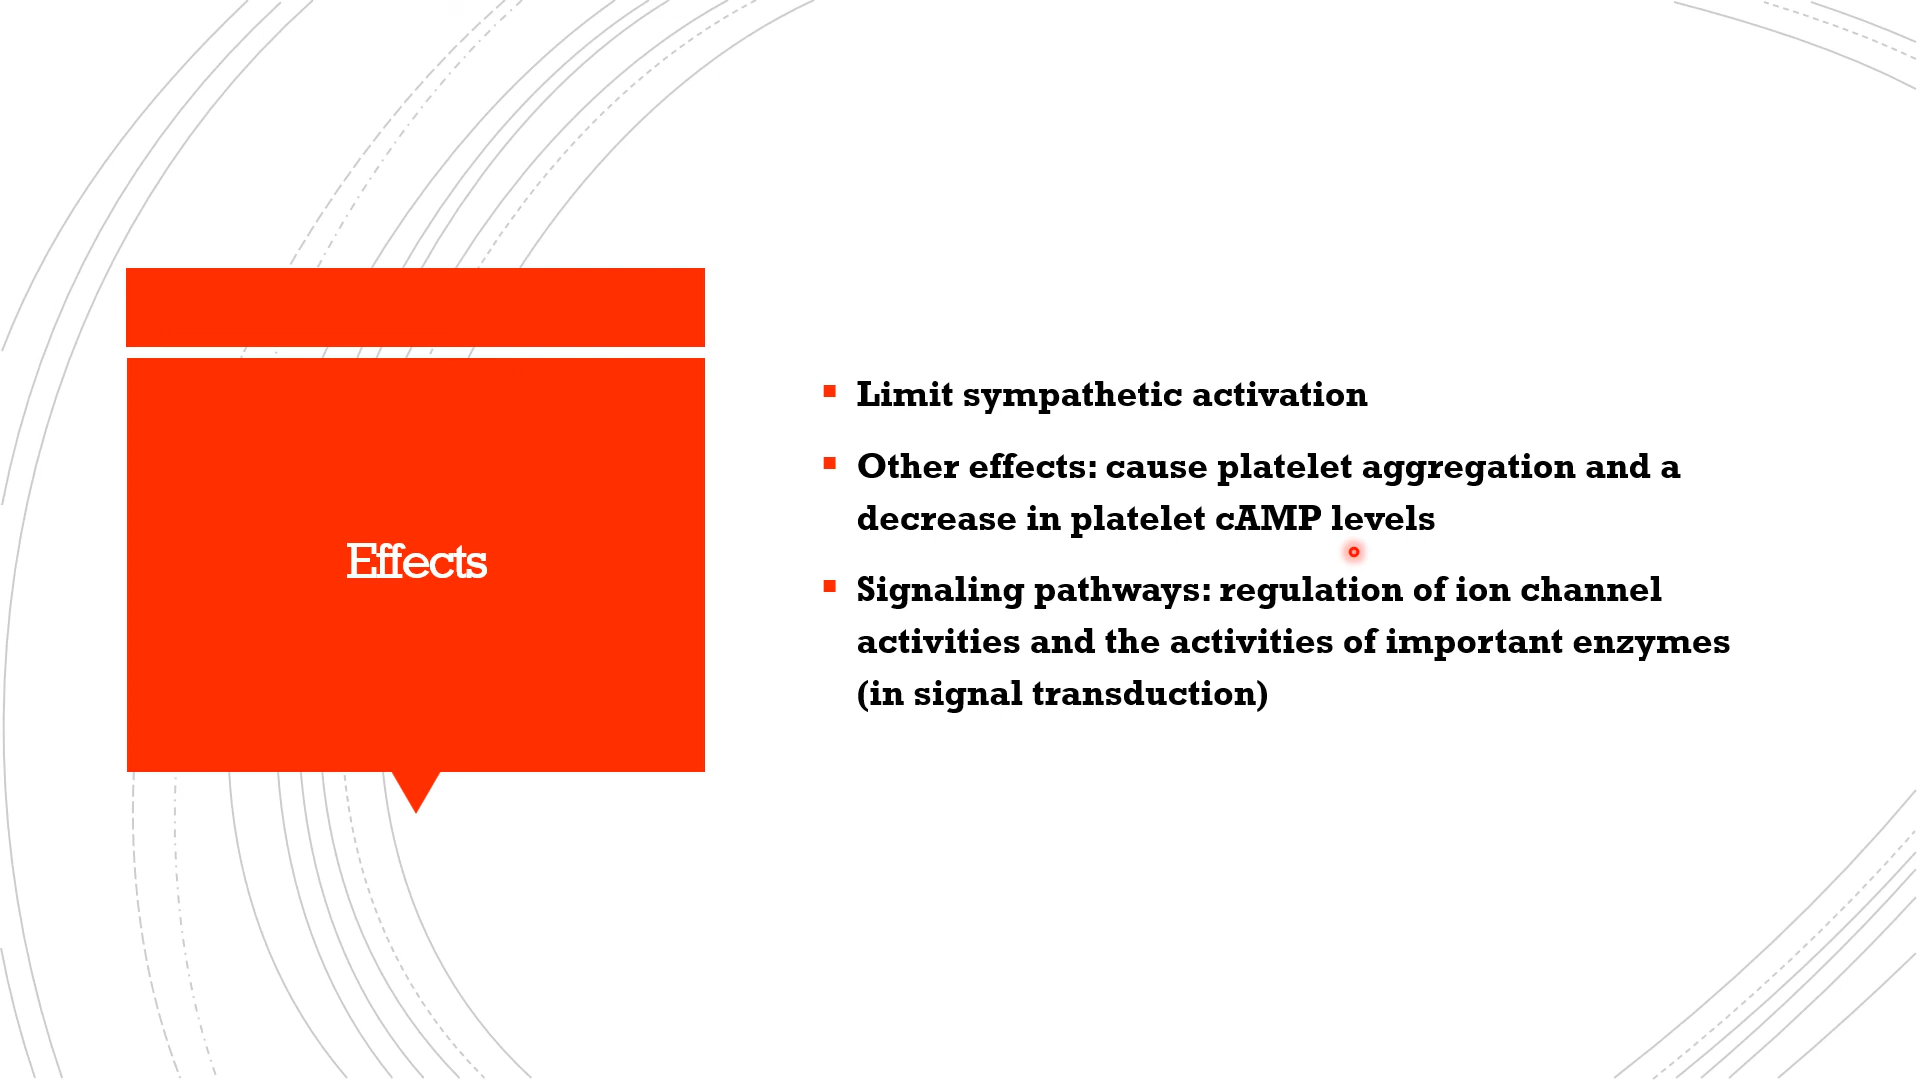 Effects
Limit sympathetic activation
Other effects: cause platelet aggregation and a
decrease in platelet cAMP levels
Signaling pathways: regulation of ion channel
activities and the activities of important enzymes
(in signal transduction)